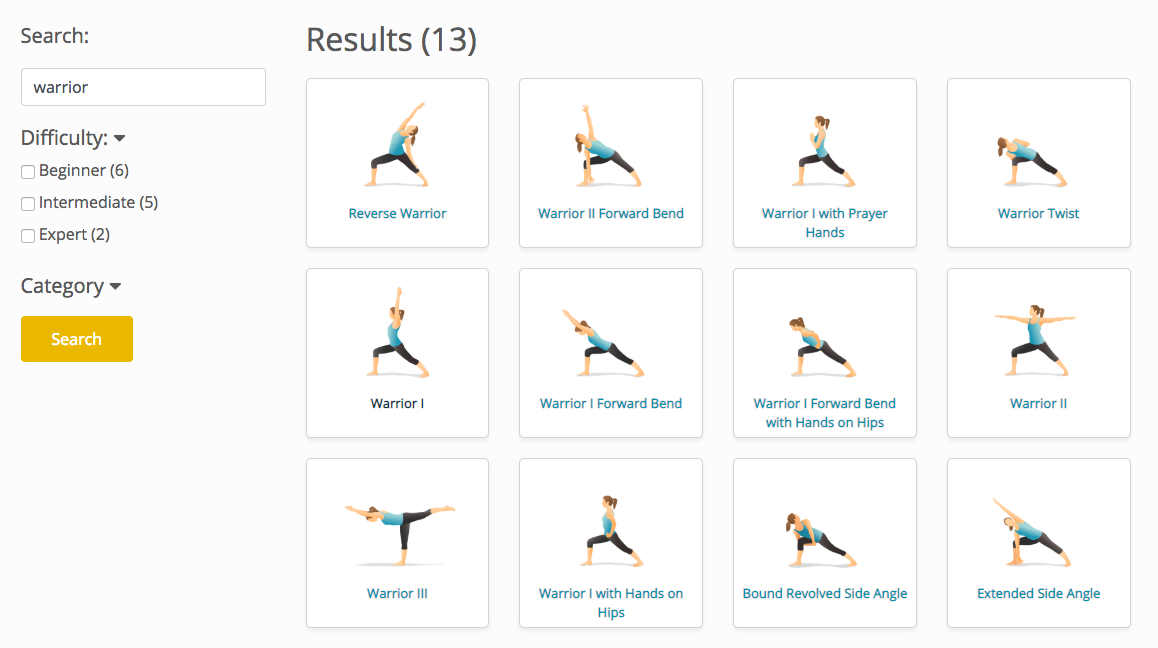 Search:
warrior
Difficulty:
Beginner (6)
Intermediate (5)
Expert (2)
Category
Search
Results (13)
Reverse Warrior
Warrior II Forward Bend
Warrior I with Prayer
Hands
Warrior Twist
Warrior I
Warrior I Forward Bend
Warrior I Forward Bend
with Hands on Hips
Warrior II
Warrior III
Warrior I with Hands on
Hips
Bound Revolved Side Angle
Extended Side Angle